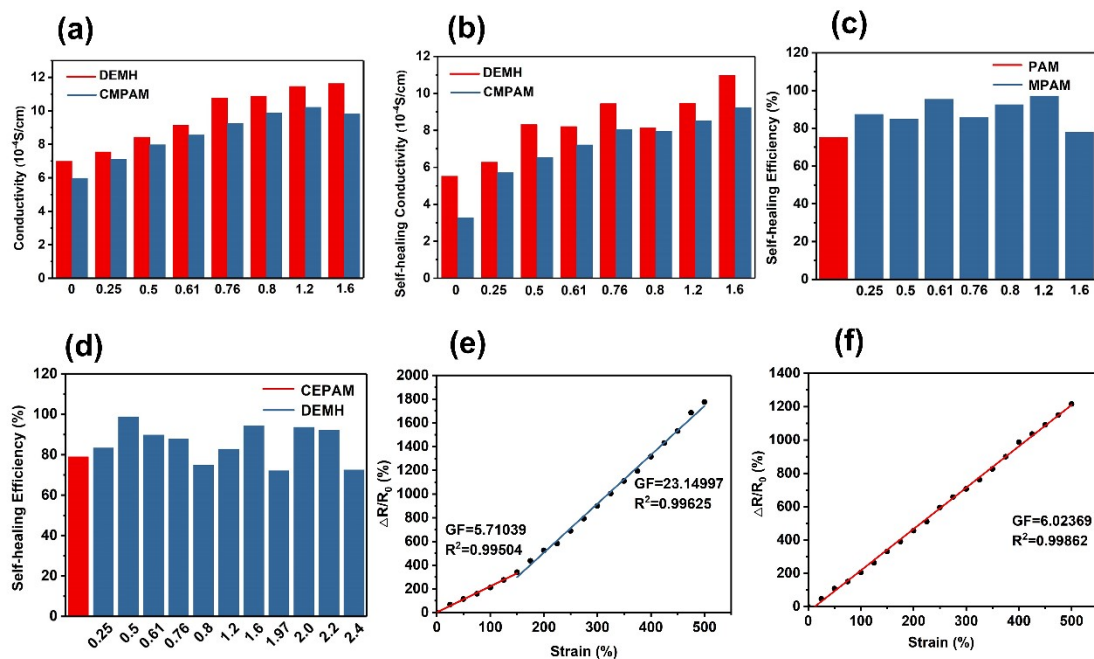 (a)
DEMH
CMPAM
Conductivity (10⁻⁴S/cm)
12
10
8
6
4
2
0
0 0.25 0.5 0.61 0.76 0.8 1.2 1.6
(b)
DEMH
CMPAM
Self-healing Conductivity (10⁻⁴S/cm)
12
10
8
6
4
2
0
0 0.25 0.5 0.61 0.76 0.8 1.2 1.6
(c)
PAM
MPAM
Self-healing Efficiency (%)
120
100
80
60
40
20
0
0.25 0.5 0.61 0.76 0.8 1.2 1.6
(d)
CEPAM
DEMH
Self-healing Efficiency (%)
120
100
80
60
40
20
0
0.25 0.5 0.61 0.76 0.8 1.2 1.6 1.97 2.0 2.2 2.4
(e)
△R/R₀ (%)
2000
1800
1600
1400
1200
1000
800
600
400
200
0
GF=23.14997
R²=0.99625
GF=5.71039
R²=0.99504
0 100 200 300 400 500
Strain (%)
(f)
△R/R₀ (%)
1400
1200
1000
800
600
400
200
0
GF=6.02369
R²=0.99862
0 100 200 300 400 500
Strain (%)